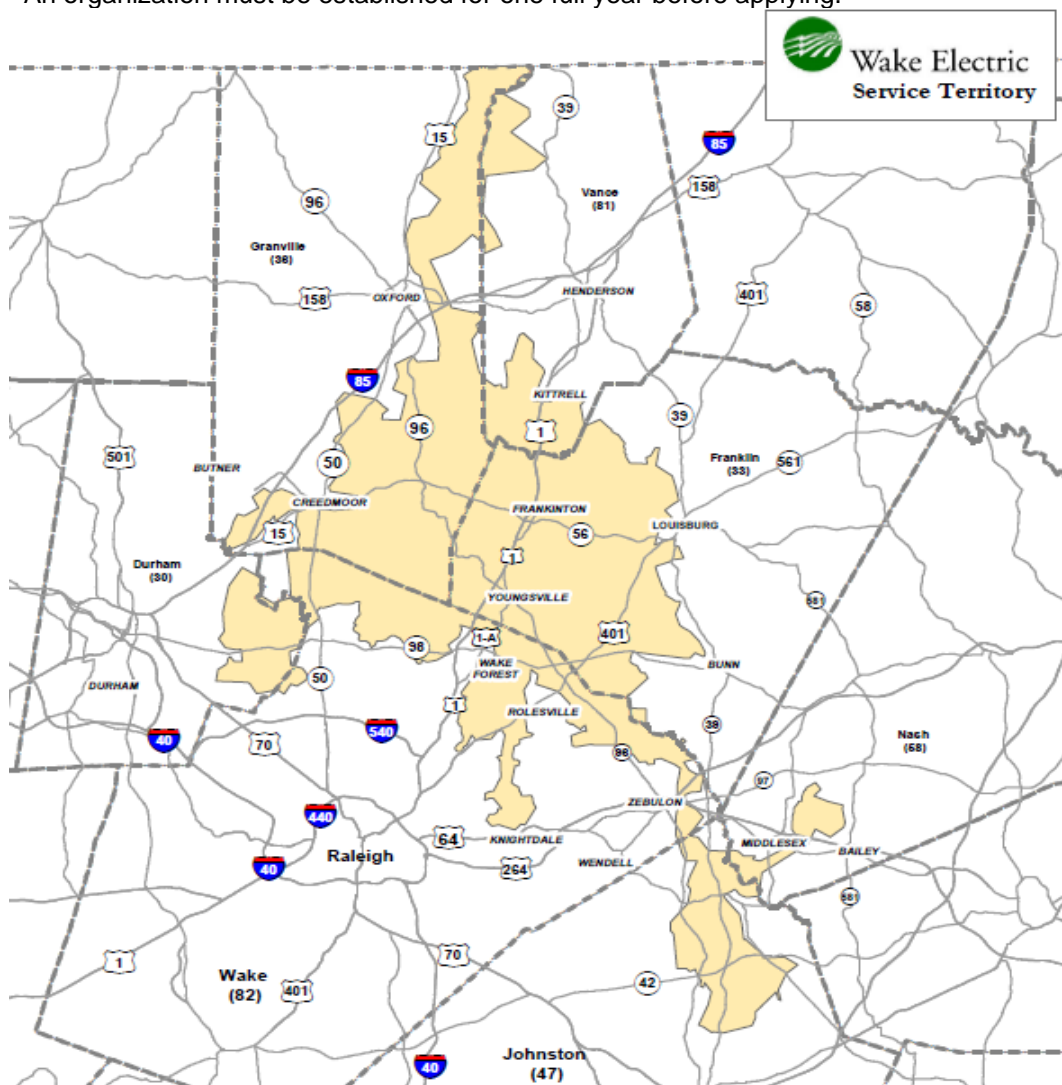 An organization must be established for one full year before applying.
Wake Electric
Service Territory
39
15
85
Vance
(81)
158
96
Granville
(36)
158
OXFORD
HENDERSON
401
58
85
KITTRELL
96
1
39
501
50
Franklin
(33)
561
BUTNER
CREEDMOOR
FRANKINTON
15
56
LOUISBURG
1
Durham
(30)
YOUNGSVILLE
581
98
1-A
401
WAKE
FOREST
BUNN
50
DURHAM
1
ROLESVILLE
40
70
540
39
96
Nach
(58)
97
ZEBULON
440
64
KNIGHTDALE
MIDDLESEX
BAILEY
Raleigh
40
264
WENDELL
581
1
70
Wake
(82)
401
42
40
Johnston
(47)